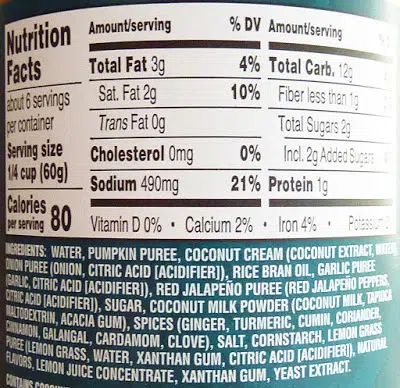 Nutrition Facts
about 6 servings
per container
Serving size
1/4 cup (60g)
Calories
per serving 80
Amount/serving % DV
Total Fat 3g 4%
Sat. Fat 2g 10%
Trans Fat 0g
Cholesterol 0mg 0%
Sodium 490mg 21%
Amount/serving
Total Carb. 12g
Fiber less than 1g
Total Sugars 2g
Incl. 2g Added Sugars
Protein 1g
Vitamin D 0% • Calcium 2% • Iron 4% •
INGREDIENTS: WATER, PUMPKIN PUREE, COCONUT CREAM (COCONUT EXTRACT, WATER),
ONION PUREE (ONION, CITRIC ACID [ACIDIFIER]), RICE BRAN OIL, GARLIC PUREE
(GARLIC, CITRIC ACID [ACIDIFIER]), RED JALAPEÑO PUREE (RED JALAPEÑO PEPPERS,
CITRIC ACID [ACIDIFIER]), SUGAR, COCONUT MILK POWDER (COCONUT MILK, TAPIOCA
MALTODEXTRIN, ACACIA GUM), SPICES (GINGER, TURMERIC, CUMIN, CORIANDER,
CINNAMON, GALANGAL, CARDAMOM, CLOVE), SALT, CORNSTARCH, LEMON GRASS
PUREE (LEMON GRASS, WATER, XANTHAN GUM, CITRIC ACID [ACIDIFIER]), NATURAL
FLAVORS, LEMON JUICE CONCENTRATE, XANTHAN GUM, YEAST EXTRACT.